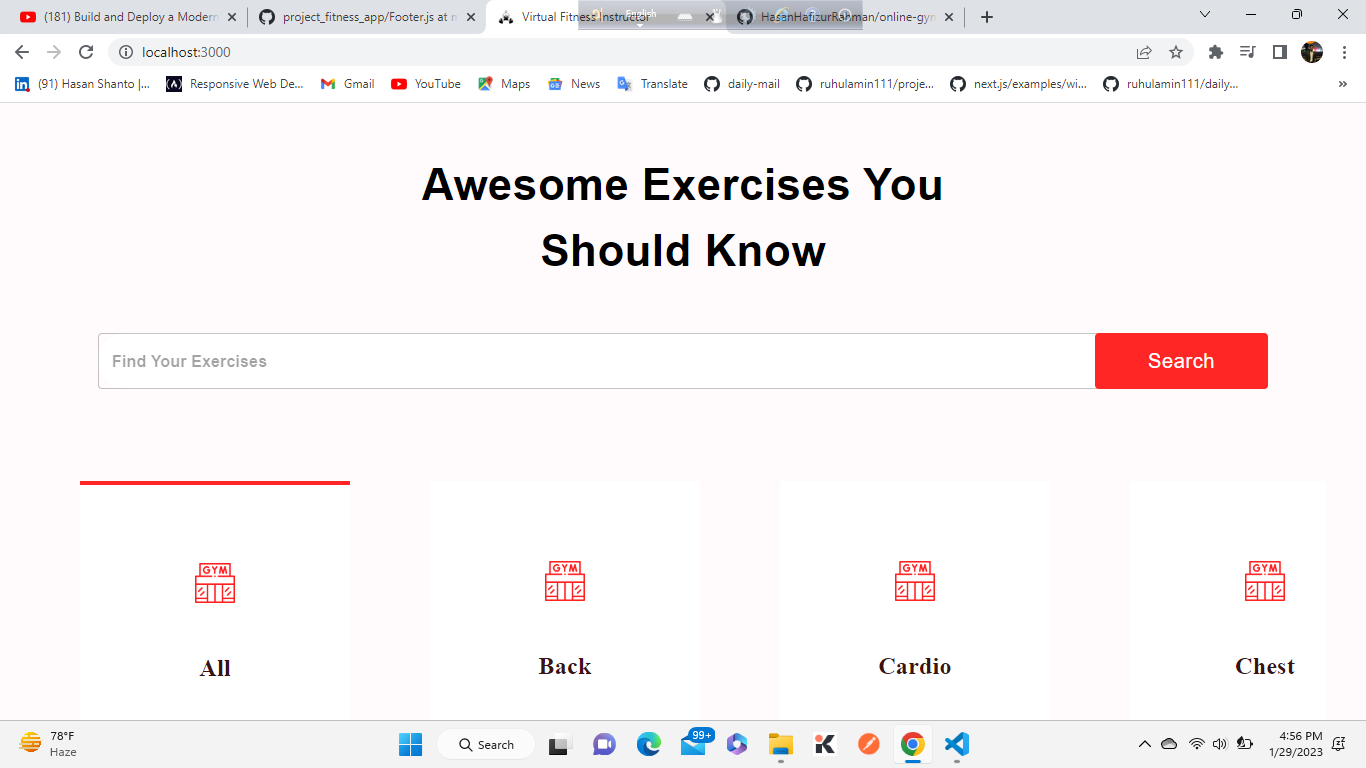 (181) Build and Deploy a Modern
project_fitness_app/Footer.js at m
Virtual Fitness Instructor
English
HasanHafizurRahman/online-gym
localhost:3000
(91) Hasan Shanto |...
Responsive Web De...
Gmail
YouTube
Maps
News
Translate
daily-mail
ruhulamin111/proje...
next.js/examples/wi...
ruhulamin111/daily...
»
Awesome Exercises You
Should Know
Find Your Exercises
Search
GYM
GYM
GYM
GYM
All
Back
Cardio
Chest
78°F
Haze
Search
99+
4:56 PM
1/29/2023